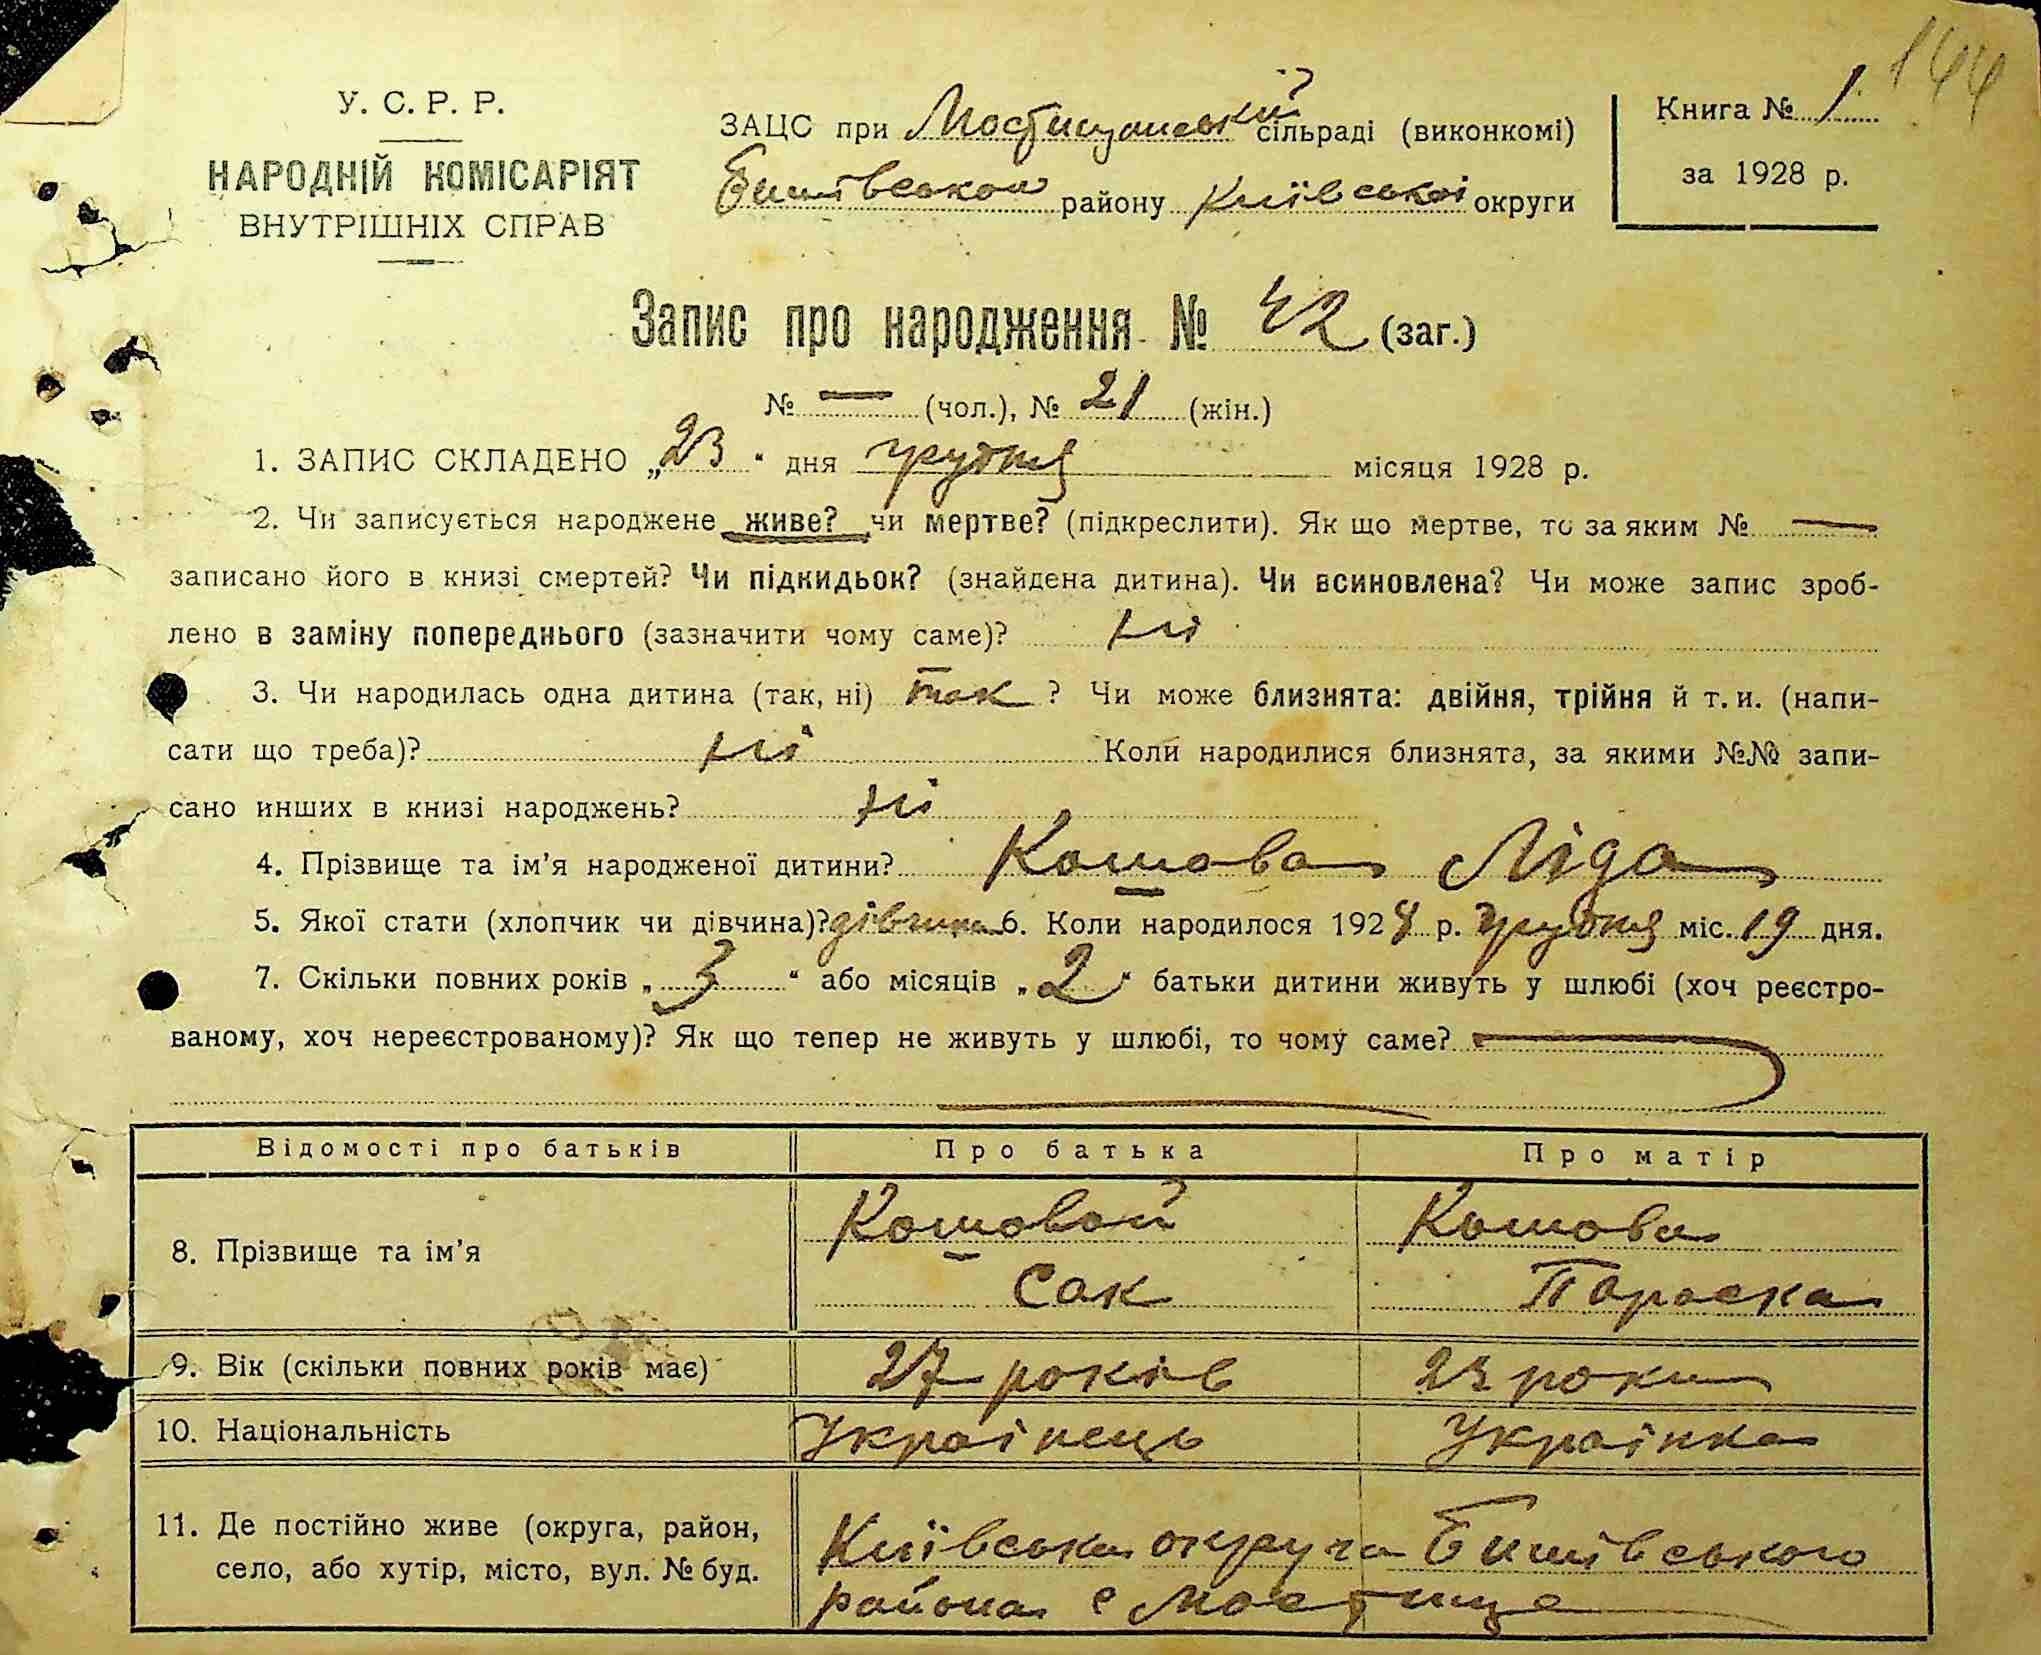 144
У. С. Р. Р.
НАРОДНІЙ КОМІСАРІЯТ
ВНУТРІШНІХ СПРАВ
ЗАЦС при Мостищанській сільраді (виконкомі)
Бишівського району Київської округи
Книга № 1
за 1928 р.
Запис про народження № 42 (заг.)
№ — (чол.), № 21 (жін.)
1. ЗАПИС СКЛАДЕНО „23“ дня грудня місяця 1928 р.
2. Чи записується народжене живе? чи мертве? (підкреслити). Як що мертве, то за яким № —
записано його в книзі смертей? Чи підкидьок? (знайдена дитина). Чи всиновлена? Чи може запис зроб-
лено в заміну попереднього (зазначити чому саме)? ні
3. Чи народилась одна дитина (так, ні) так ? Чи може близнята: двійня, трійня й т. и. (напи-
сати що треба)? ні Коли народилися близнята, за якими №№ запи-
сано инших в книзі народжень? ні
4. Прізвище та ім’я народженої дитини? Кошова Ліда
5. Якої стати (хлопчик чи дівчина)? дівчина 6. Коли народилося 1928 р. грудня міс. 19 дня.
7. Скільки повних років „3“ або місяців „2“ батьки дитини живуть у шлюбі (хоч реєстро-
ваному, хоч нереєстрованому)? Як що тепер не живуть у шлюбі, то чому саме?
Відомості про батьків Про батька Про матір
8. Прізвище та ім’я Кошовой Кошова
Сак Параска
9. Вік (скільки повних років має) 27 років 23 роки
10. Національність Українець Українка
11. Де постійно живе (округа, район, Київська округа Бишівського
село, або хутір, місто, вул. № буд. района с Мостище